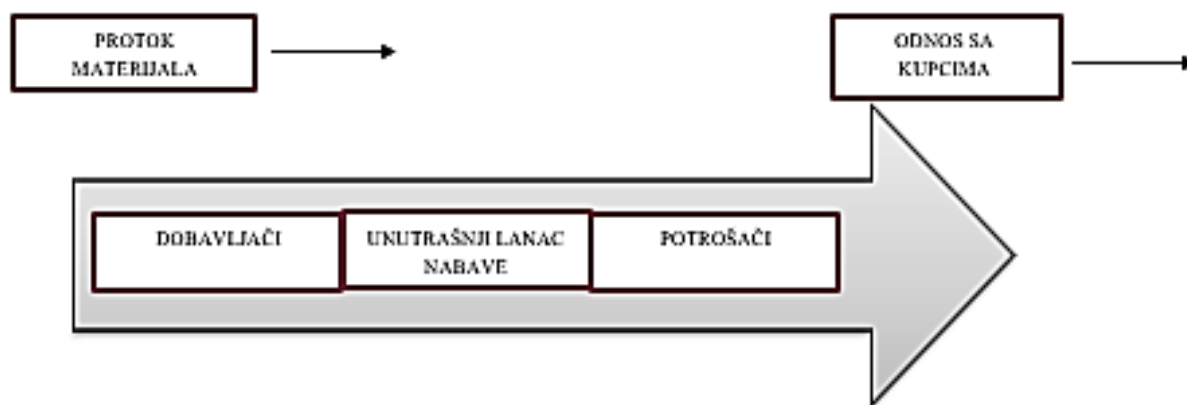 PROTOK
MATERIJALA
ODNOS SA
KUPCIMA
DOBAVLJAČI
UNUTRAŠNJI LANAC
NABAVE
POTROŠAČI